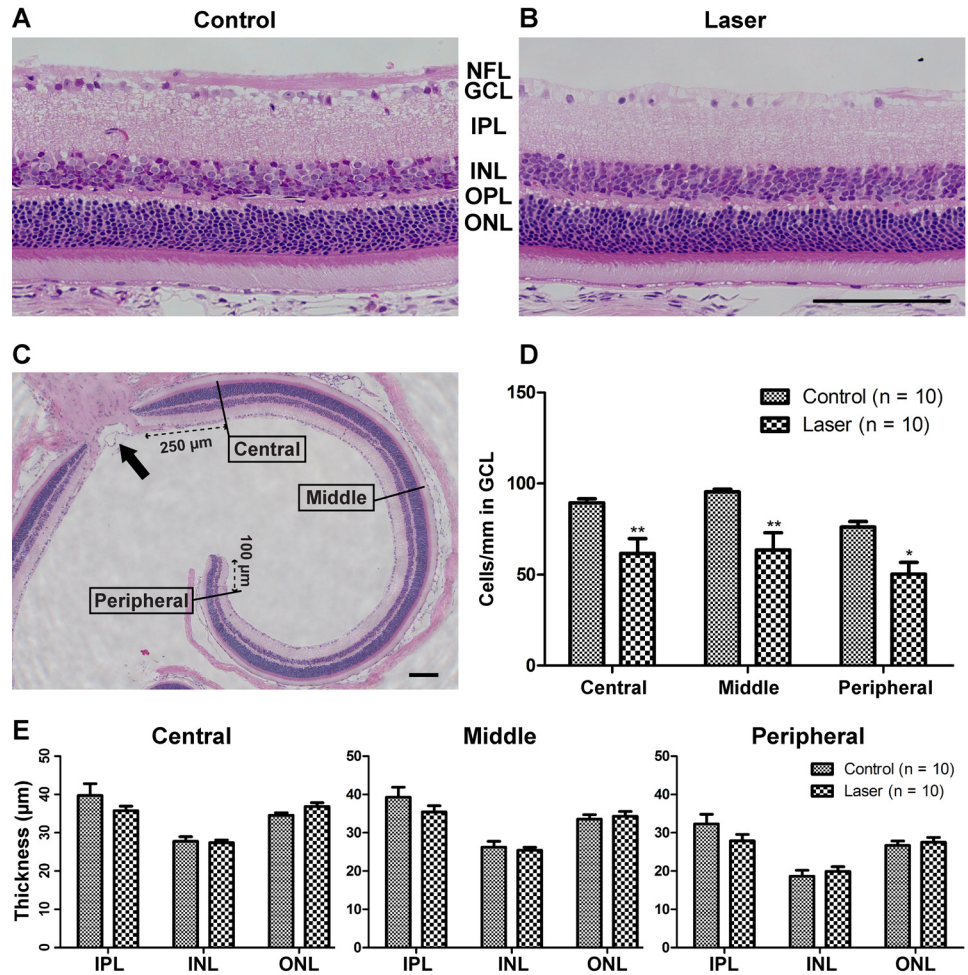 A
Control
B
Laser
NFL
GCL
IPL
INL
OPL
ONL
C
250 µm
Central
Middle
100 µm
Peripheral
D
150
100
50
0
Cells/mm in GCL
Control (n = 10)
Laser (n = 10)
**
**
*
Central
Middle
Peripheral
E
Central
Middle
Peripheral
Thickness (µm)
50
40
30
20
10
0
IPL
INL
ONL
50
40
30
20
10
0
IPL
INL
ONL
50
40
30
20
10
0
Control (n = 10)
Laser (n = 10)
IPL
INL
ONL